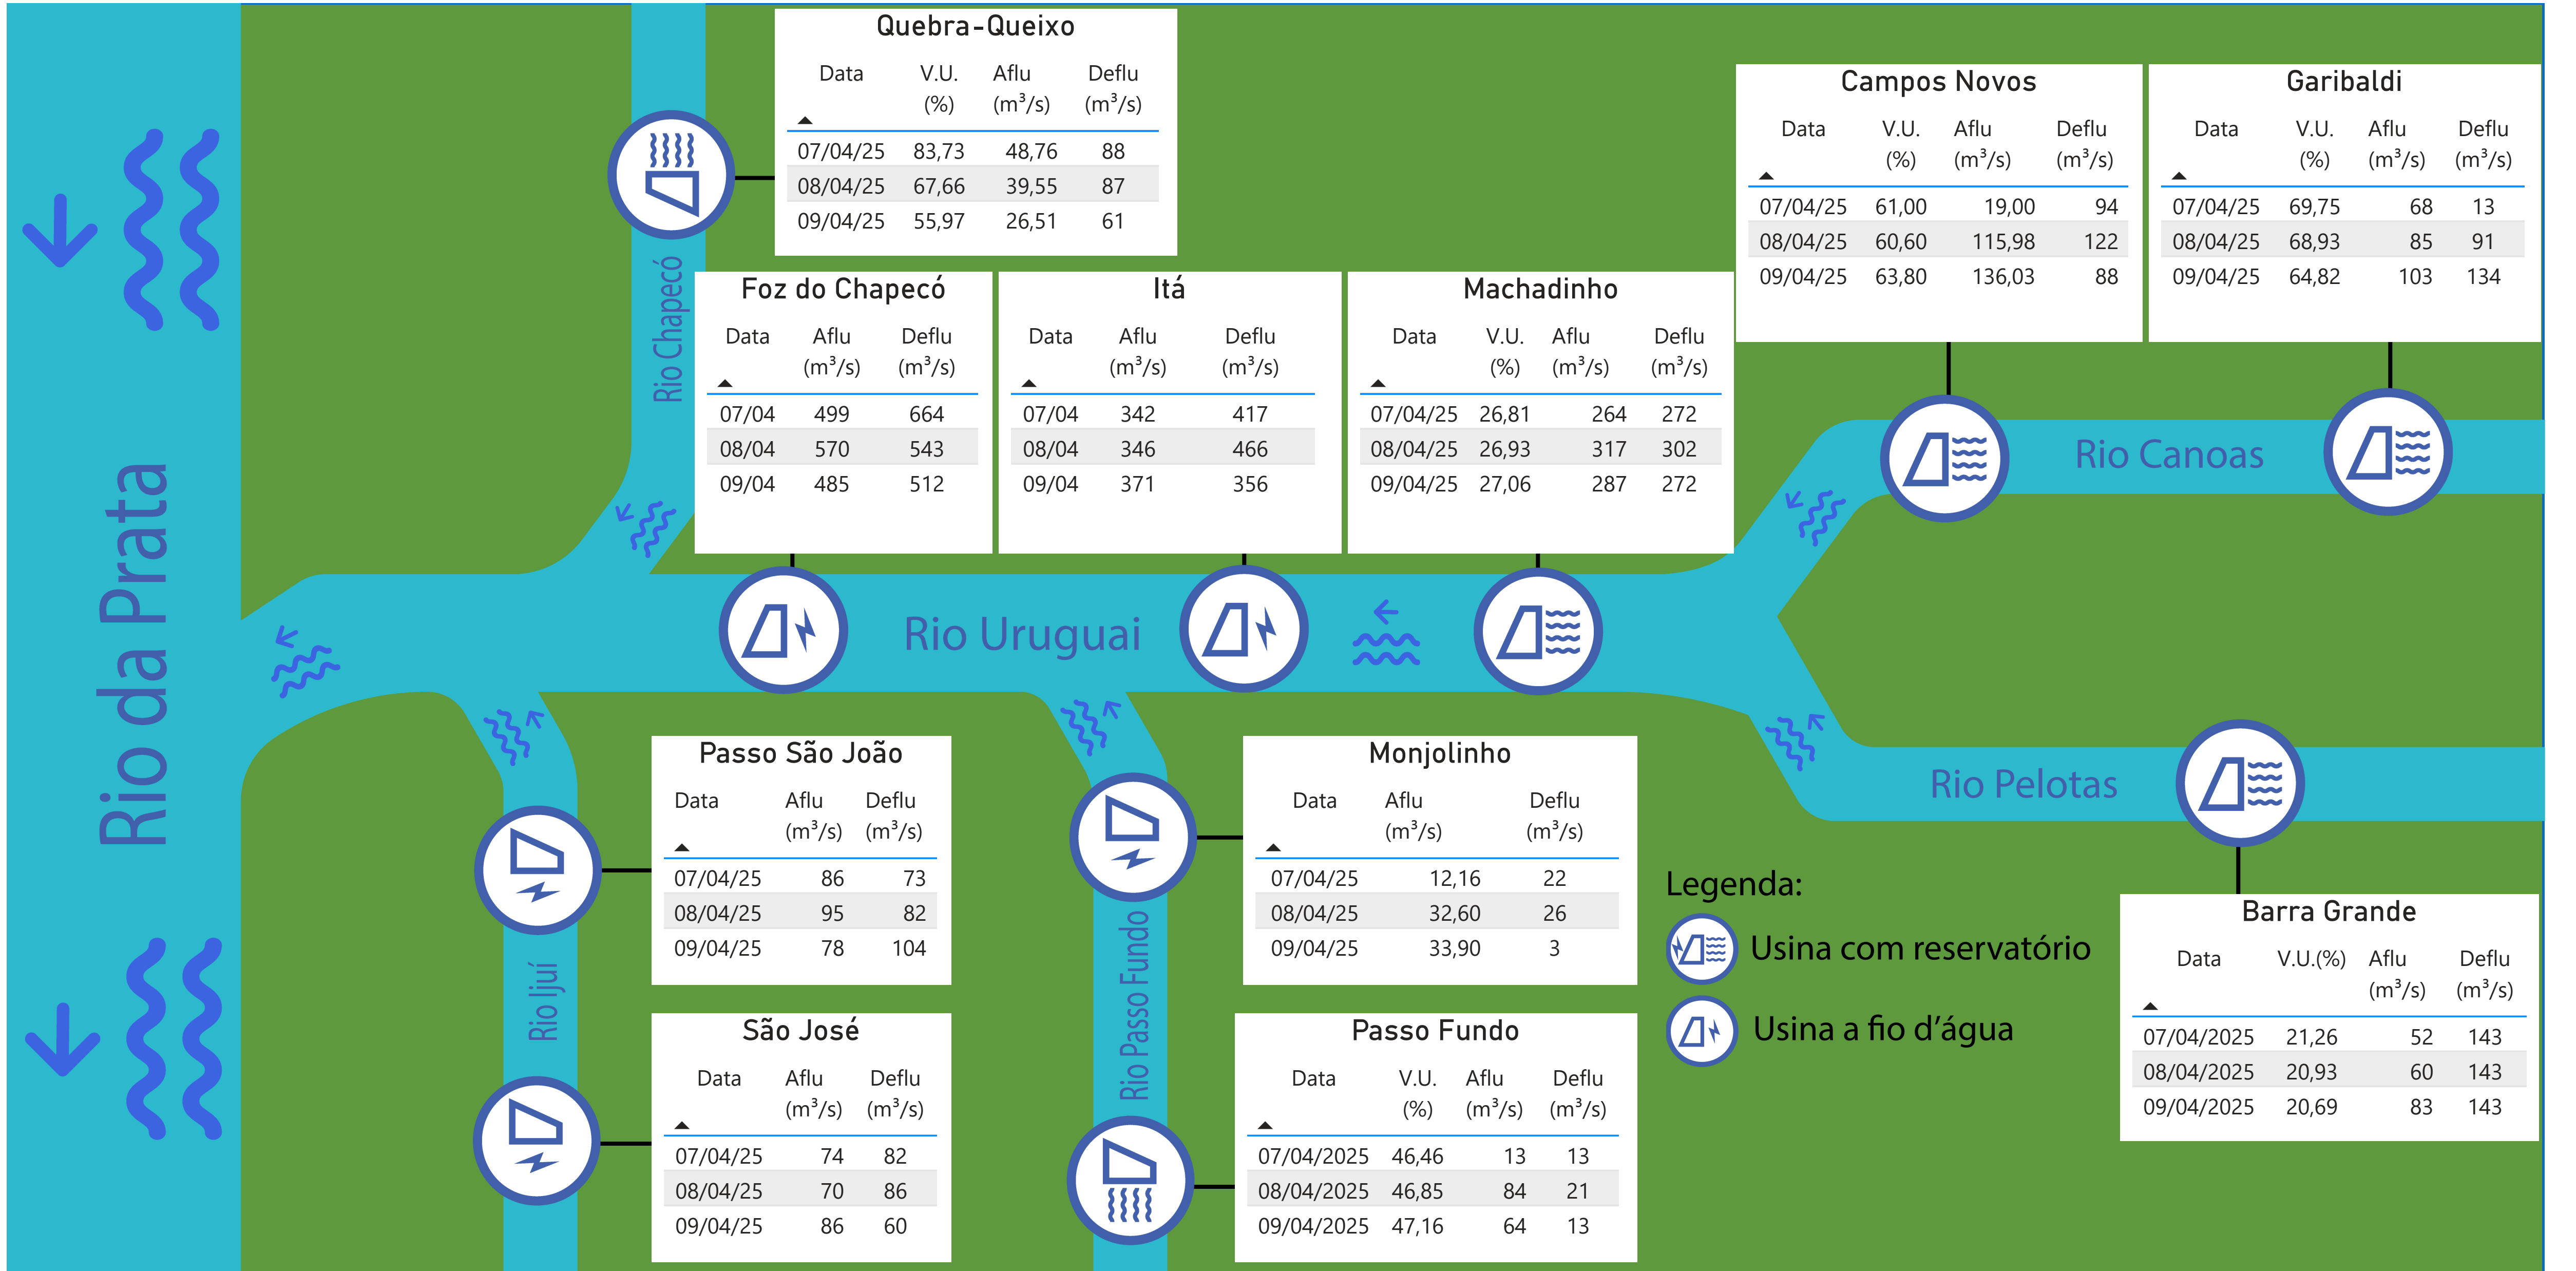 Quebra-Queixo
Data V.U. (%) Aflu (m³/s) Deflu (m³/s)
07/04/25 83,73 48,76 88
08/04/25 67,66 39,55 87
09/04/25 55,97 26,51 61
Campos Novos
Data V.U. (%) Aflu (m³/s) Deflu (m³/s)
07/04/25 61,00 19,00 94
08/04/25 60,60 115,98 122
09/04/25 63,80 136,03 88
Garibaldi
Data V.U. (%) Aflu (m³/s) Deflu (m³/s)
07/04/25 69,75 68 13
08/04/25 68,93 85 91
09/04/25 64,82 103 134
Foz do Chapecó
Data Aflu (m³/s) Deflu (m³/s)
07/04 499 664
08/04 570 543
09/04 485 512
Itá
Data Aflu (m³/s) Deflu (m³/s)
07/04 342 417
08/04 346 466
09/04 371 356
Machadinho
Data V.U. (%) Aflu (m³/s) Deflu (m³/s)
07/04/25 26,81 264 272
08/04/25 26,93 317 302
09/04/25 27,06 287 272
Rio Chapecó
Rio Canoas
Rio da Prata
Rio Uruguai
Rio Pelotas
Passo São João
Data Aflu (m³/s) Deflu (m³/s)
07/04/25 86 73
08/04/25 95 82
09/04/25 78 104
Monjolinho
Data Aflu (m³/s) Deflu (m³/s)
07/04/25 12,16 22
08/04/25 32,60 26
09/04/25 33,90 3
Rio Ijuí
Rio Passo Fundo
Legenda:
Usina com reservatório
Usina a fio d’água
Barra Grande
Data V.U.(%) Aflu (m³/s) Deflu (m³/s)
07/04/2025 21,26 52 143
08/04/2025 20,93 60 143
09/04/2025 20,69 83 143
São José
Data Aflu (m³/s) Deflu (m³/s)
07/04/25 74 82
08/04/25 70 86
09/04/25 86 60
Passo Fundo
Data V.U. (%) Aflu (m³/s) Deflu (m³/s)
07/04/2025 46,46 13 13
08/04/2025 46,85 84 21
09/04/2025 47,16 64 13